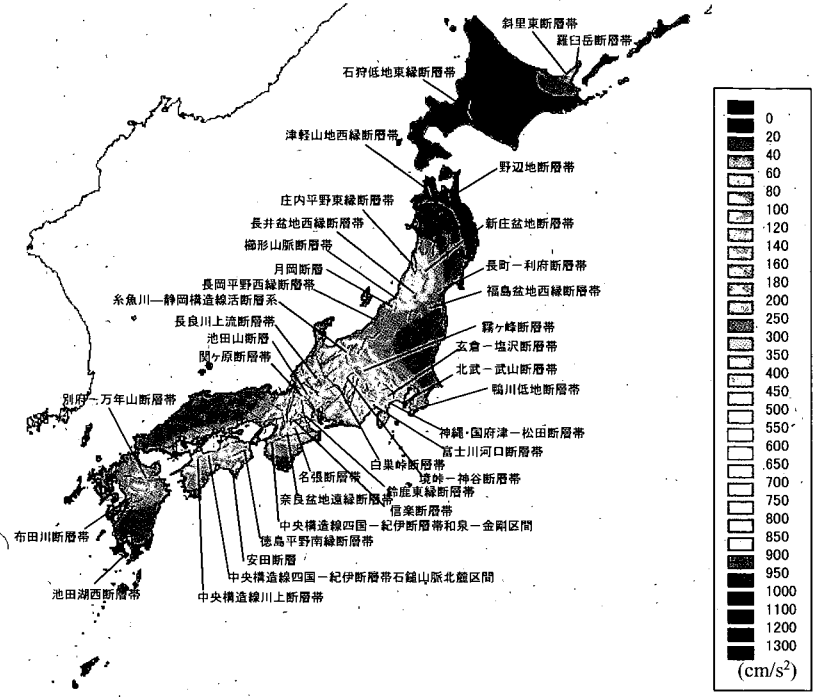 斜里東断層帯
羅臼岳断層帯
石狩低地東縁断層帯
津軽山地西縁断層帯
野辺地断層帯
庄内平野東縁断層帯
長井盆地西縁断層帯
新庄盆地断層帯
櫛形山脈断層帯
月岡断層
長町－利府断層帯
長岡平野西縁断層帯
福島盆地西縁断層帯
糸魚川―静岡構造線活断層系
長良川上流断層帯
霧ヶ峰断層帯
池田山断層
玄倉－塩沢断層帯
関ヶ原断層帯
北武－武山断層帯
鴨川低地断層帯
別府－万年山断層帯
神縄・国府津－松田断層帯
富士川河口断層帯
白巣峠断層帯
境峠－神谷断層帯
名張断層帯
鈴鹿東縁断層帯
奈良盆地遠縁断層帯
信楽断層帯
中央構造線四国－紀伊断層帯和泉－金剛区間
布田川断層帯
徳島平野南縁断層帯
安田断層
中央構造線四国－紀伊断層帯石鎚山脈北麓区間
池田湖西断層帯
中央構造線川上断層帯
0
20
40
60
80
100
120
140
160
180
200
250
300
350
400
450
500
550
600
650
700
750
800
850
900
950
1000
1100
1200
1300
(cm/s²)